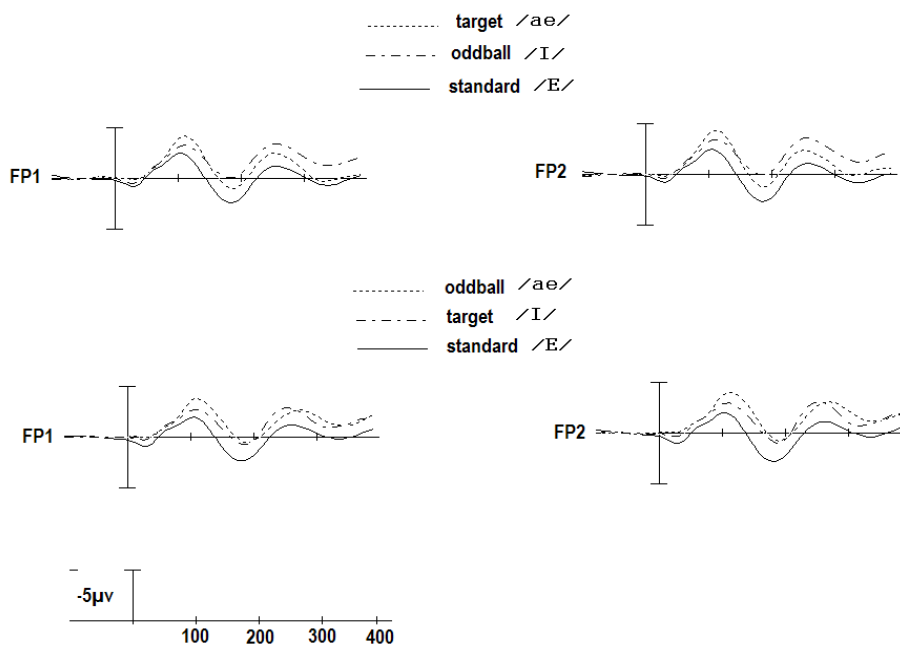 target /ae/
oddball /I/
standard /E/
FP1 FP2
oddball /ae/
target /I/
standard /E/
FP1 FP2
-5μv
100 200 300 400